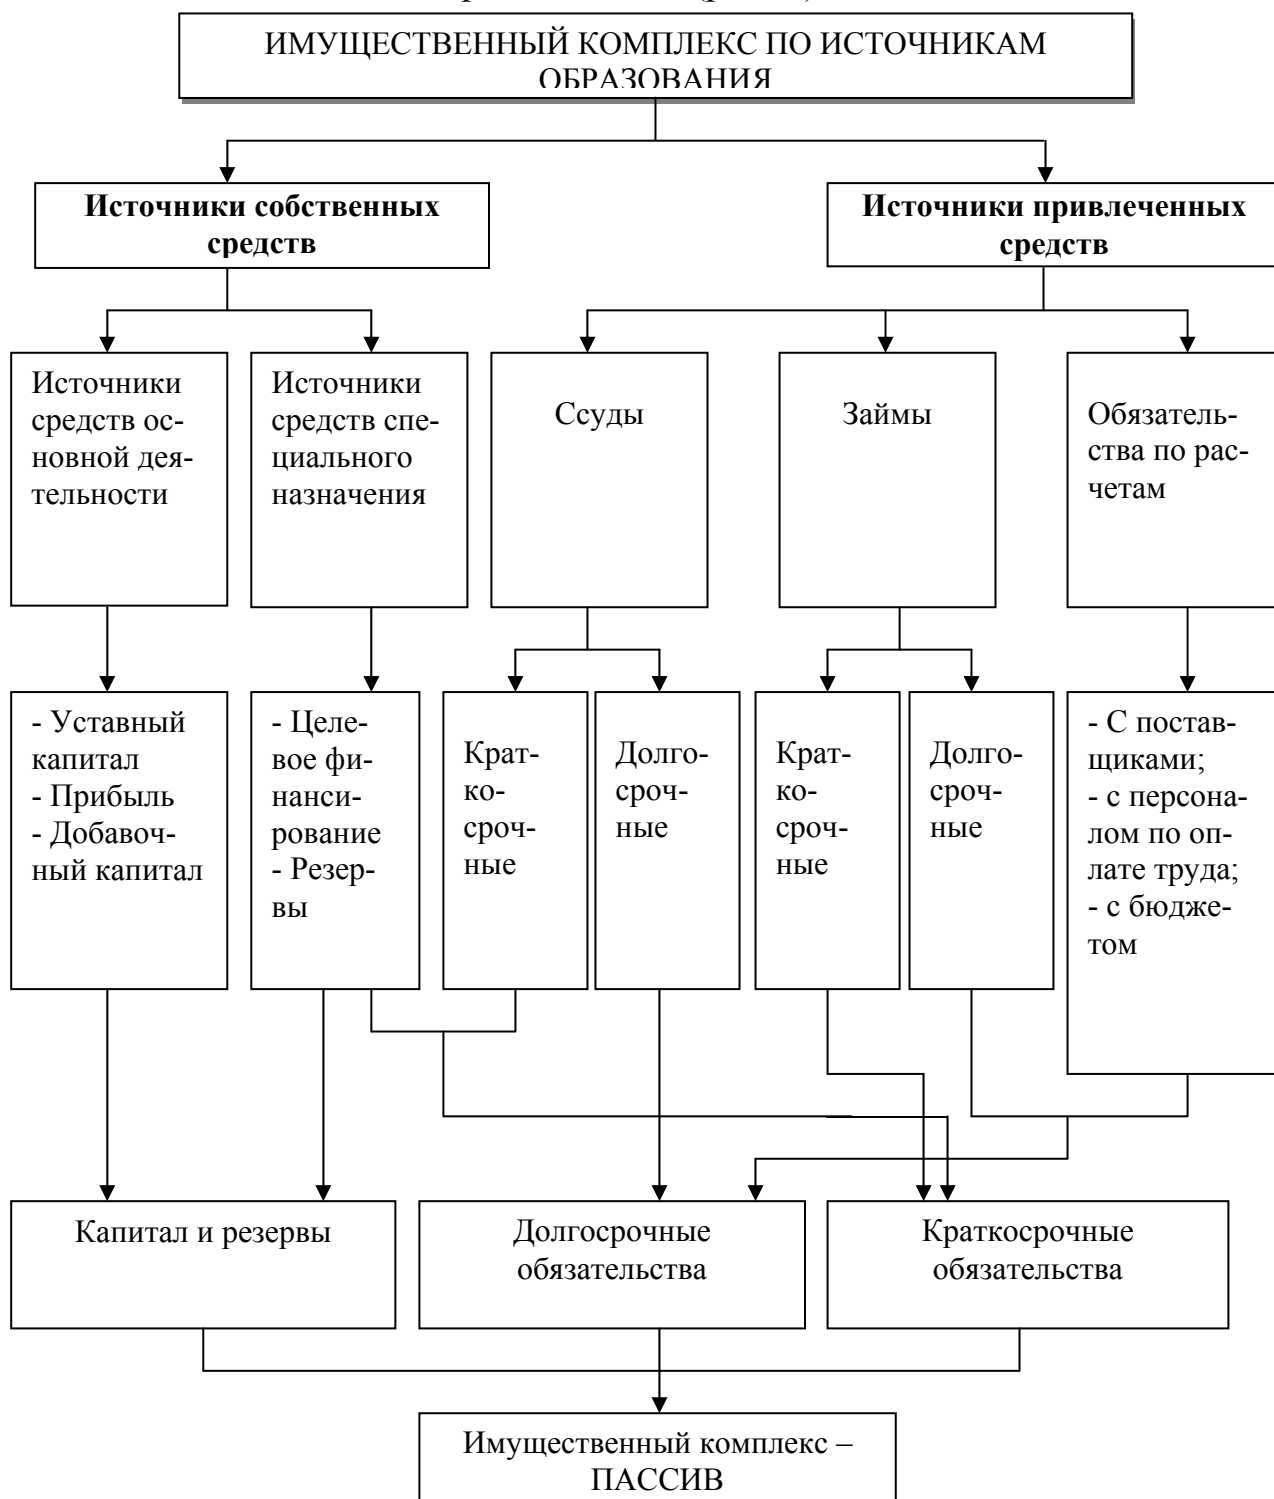 ИМУЩЕСТВЕННЫЙ КОМПЛЕКС ПО ИСТОЧНИКАМ
ОБРАЗОВАНИЯ
Источники собственных
средств
Источники привлеченных
средств
Источники
средств ос-
новной дея-
тельности
Источники
средств спе-
циального
назначения
Ссуды
Займы
Обязатель-
ства по рас-
четам
- Уставный
капитал
- Прибыль
- Добавоч-
ный капитал
- Целе-
вое фи-
нанси-
рование
- Резер-
вы
Крат-
ко-
сроч-
ные
Долго-
сроч-
ные
Крат-
ко-
сроч-
ные
Долго-
сроч-
ные
- С постав-
щиками;
- с персона-
лом по оп-
лате труда;
- с бюдже-
том
Капитал и резервы
Долгосрочные
обязательства
Краткосрочные
обязательства
Имущественный комплекс –
ПАССИВ